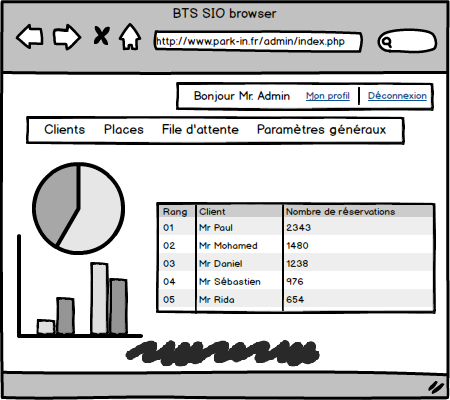 BTS SIO browser
http://www.park-in.fr/admin/index.php
Bonjour Mr. Admin Mon profil Déconnexion
Clients Places File d'attente Paramètres généraux
Rang Client Nombre de réservations
01 Mr Paul 2343
02 Mr Mohamed 1480
03 Mr Daniel 1238
04 Mr Sébastien 976
05 Mr Rida 654